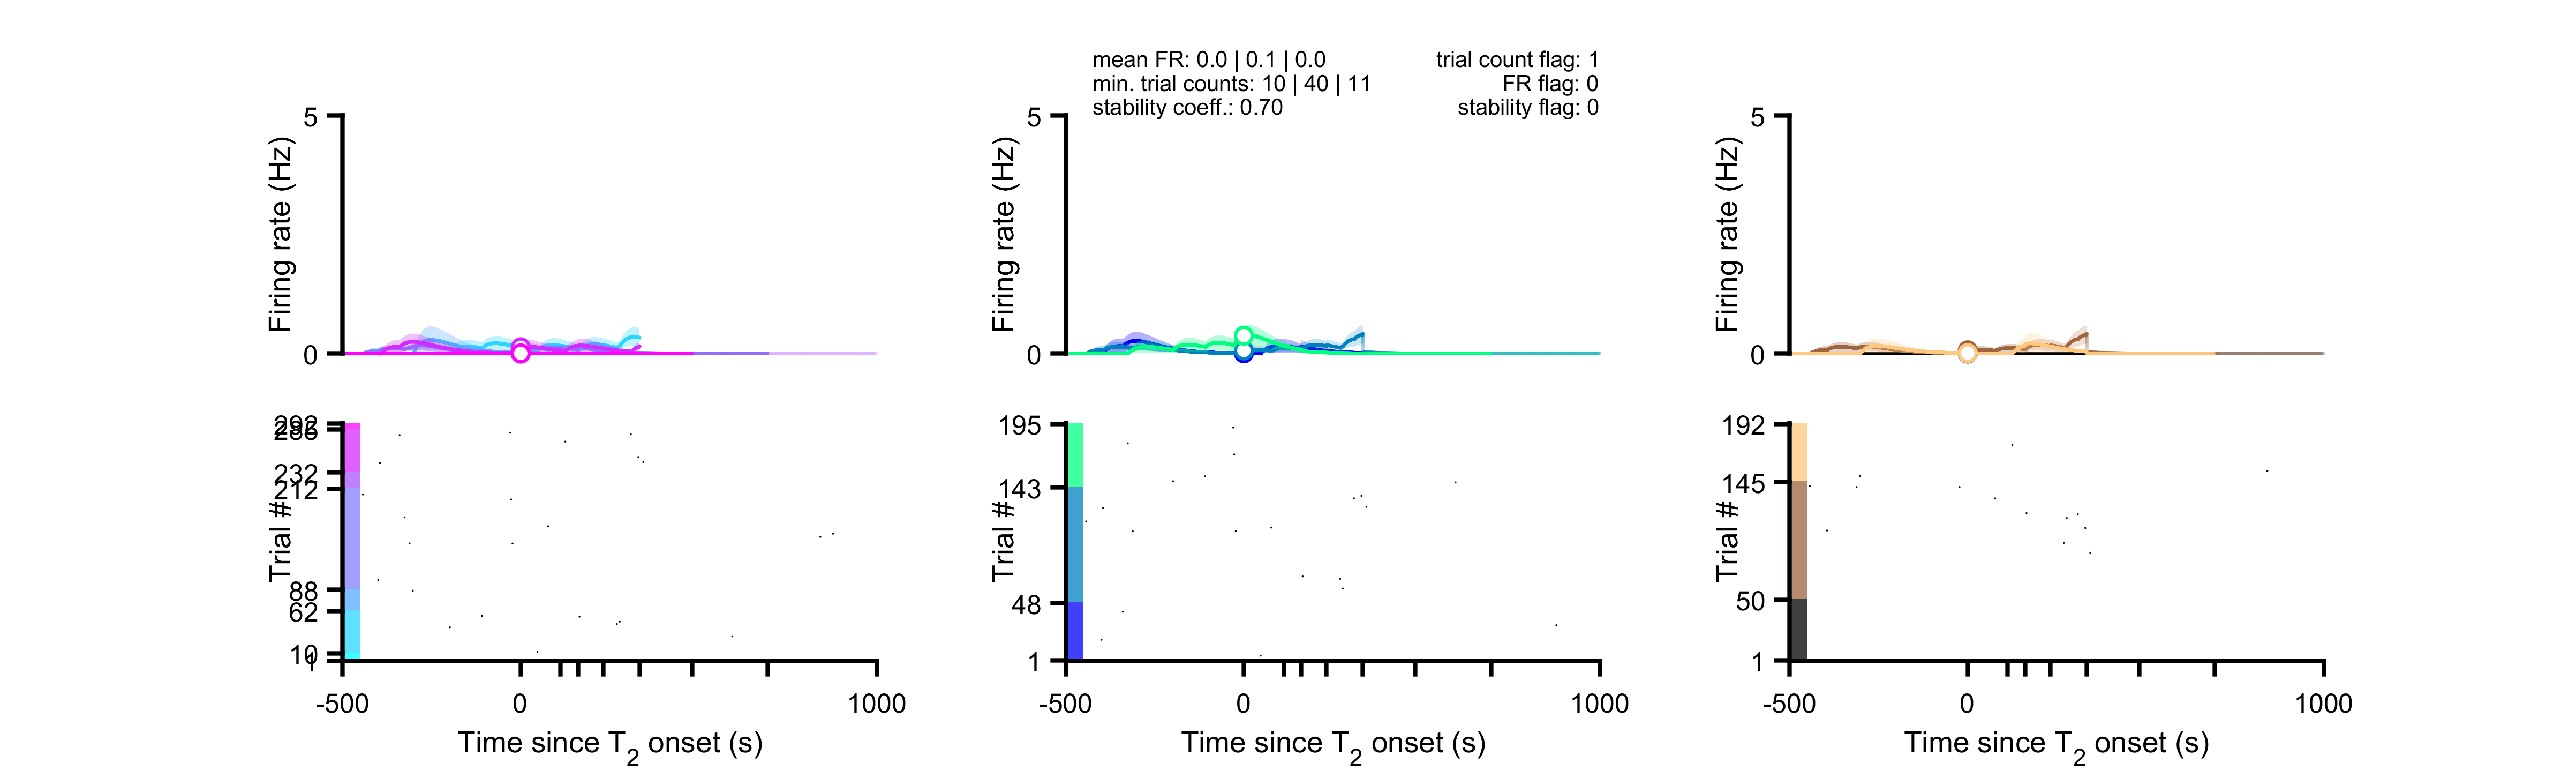 mean FR: 0.0 | 0.1 | 0.0
min. trial counts: 10 | 40 | 11
stability coeff.: 0.70
trial count flag: 1
FR flag: 0
stability flag: 0
Firing rate (Hz)
5
0
Firing rate (Hz)
5
0
Firing rate (Hz)
5
0
Trial #
232
212
88
62
10
1
-500
0
1000
Time since T2 onset (s)
Trial #
195
143
48
1
-500
0
1000
Time since T2 onset (s)
Trial #
192
145
50
1
-500
0
1000
Time since T2 onset (s)